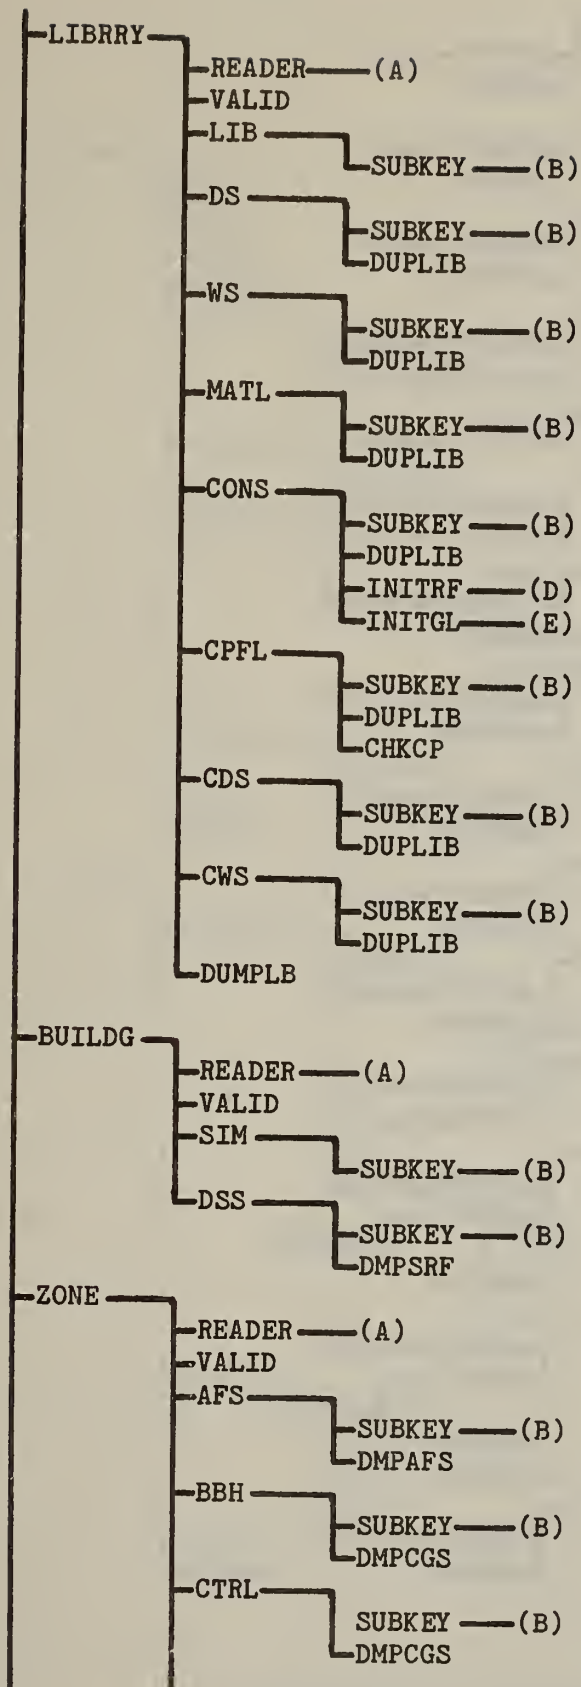 LIBRRY
READER (A)
VALID
LIB
SUBKEY (B)
DS
SUBKEY (B)
DUPLIB
WS
SUBKEY (B)
DUPLIB
MATL
SUBKEY (B)
DUPLIB
CONS
SUBKEY (B)
DUPLIB
INITRF (D)
INITGL (E)
CPFL
SUBKEY (B)
DUPLIB
CHKCP
CDS
SUBKEY (B)
DUPLIB
CWS
SUBKEY (B)
DUPLIB
DUMPLB
BUILDG
READER (A)
VALID
SIM
SUBKEY (B)
DSS
SUBKEY (B)
DMPSRF
ZONE
READER (A)
VALID
AFS
SUBKEY (B)
DMPAFS
BBH
SUBKEY (B)
DMPCGS
CTRL
SUBKEY (B)
DMPCGS